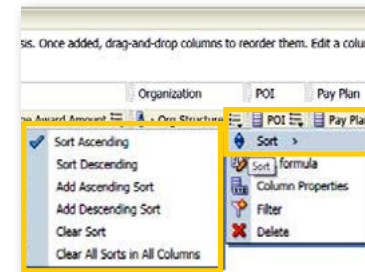 sis. Once added, drag-and-drop columns to reorder them. Edit a colu
Organization POI Pay Plan
Award Amount Org Structure POI Pay Pla
Sort Ascending
Sort Descending
Add Ascending Sort
Add Descending Sort
Clear Sort
Clear All Sorts in All Columns
Sort >
Sort formula
Column Properties
Filter
Delete